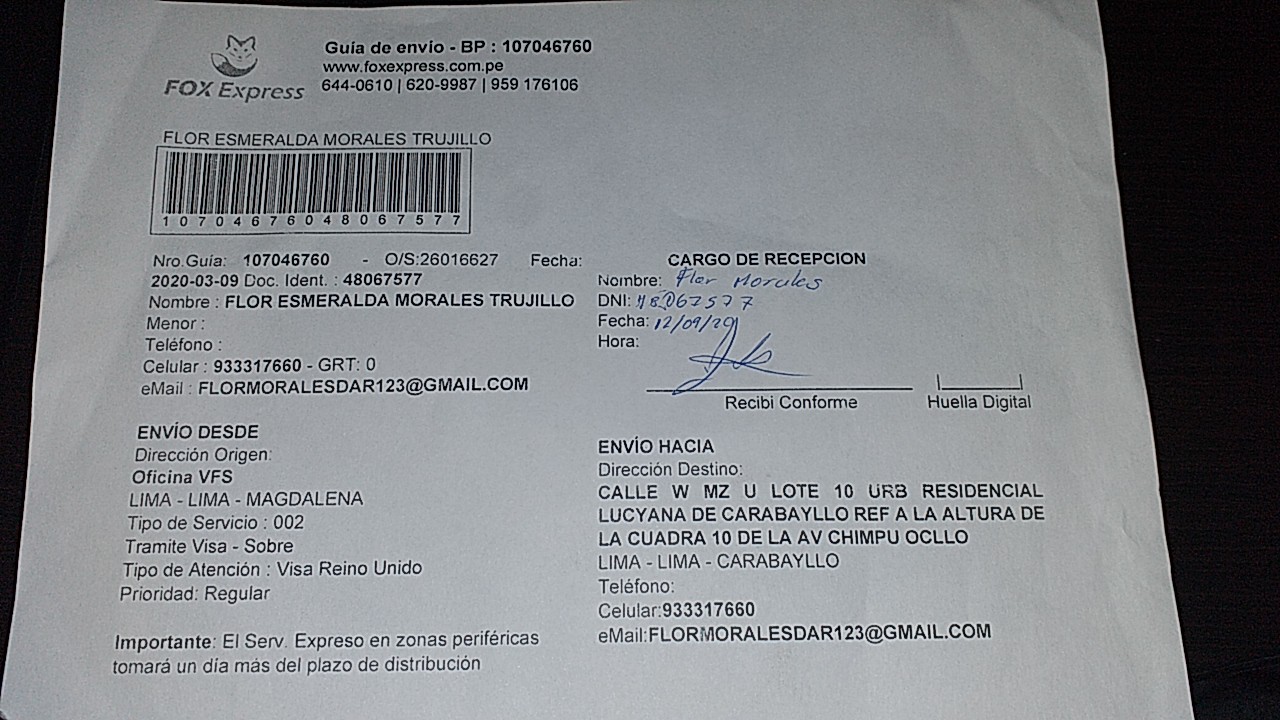 FOX Express
Guía de envío - BP : 107046760
www.foxexpress.com.pe
644-0610 | 620-9987 | 959 176106
FLOR ESMERALDA MORALES TRUJILLO
10704676048067577
Nro.Guía: 107046760 - O/S:26016627 Fecha:
2020-03-09 Doc. Ident. : 48067577
Nombre : FLOR ESMERALDA MORALES TRUJILLO
Menor :
Teléfono :
Celular : 933317660 - GRT: 0
eMail : FLORMORALESDAR123@GMAIL.COM
CARGO DE RECEPCION
Nombre: Flor Morales
DNI: 48067577
Fecha: 12/09/20
Hora:
Recibi Conforme
Huella Digital
ENVÍO DESDE
Dirección Origen:
Oficina VFS
LIMA - LIMA - MAGDALENA
Tipo de Servicio : 002
Tramite Visa - Sobre
Tipo de Atención : Visa Reino Unido
Prioridad: Regular
Importante: El Serv. Expreso en zonas periféricas
tomará un día más del plazo de distribución
ENVÍO HACIA
Dirección Destino:
CALLE W MZ U LOTE 10 URB RESIDENCIAL
LUCYANA DE CARABAYLLO REF A LA ALTURA DE
LA CUADRA 10 DE LA AV CHIMPU OCLLO
LIMA - LIMA - CARABAYLLO
Teléfono:
Celular:933317660
eMail:FLORMORALESDAR123@GMAIL.COM